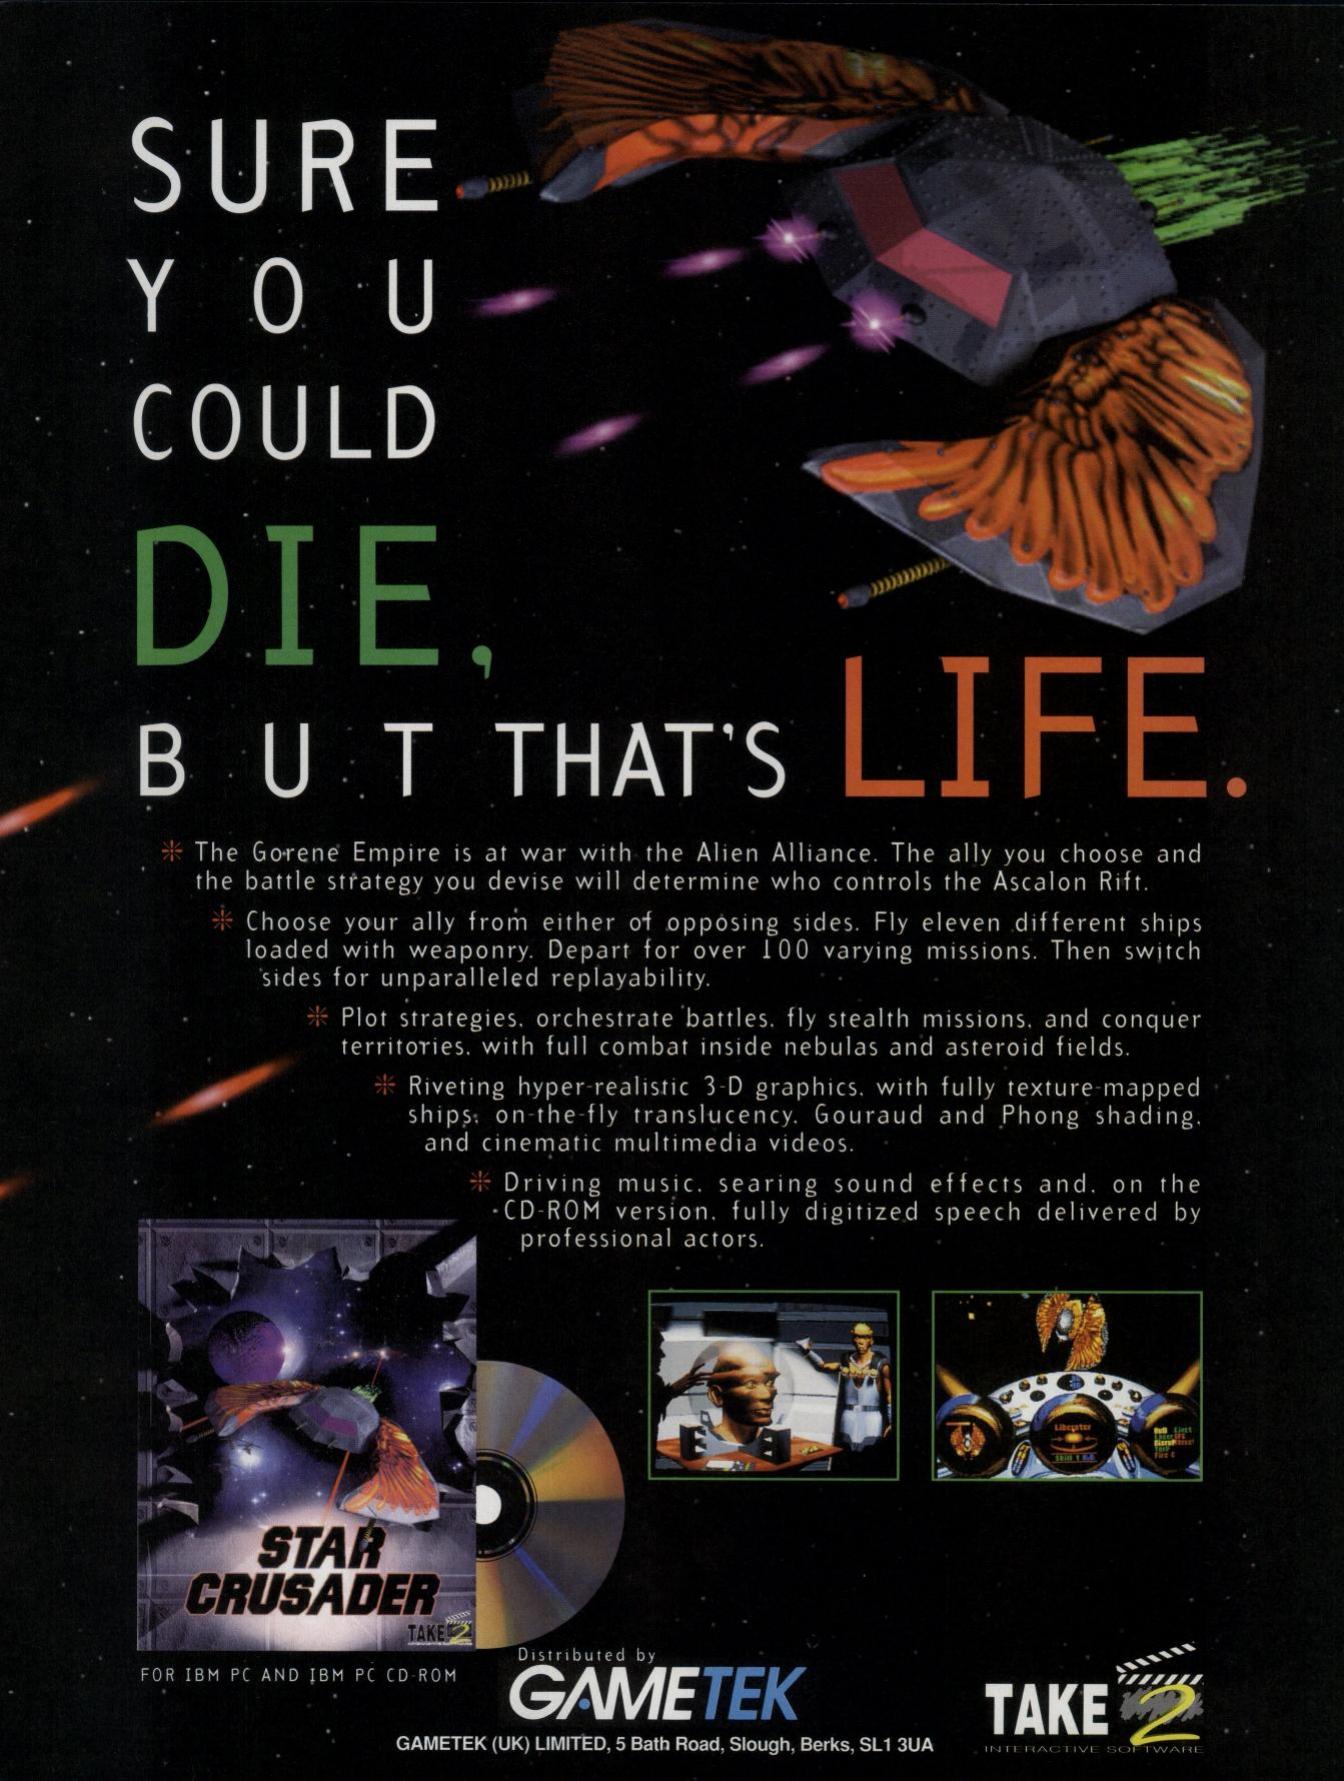 SURE
YOU
COULD
DIE,
BUT THAT'S LIFE.
The Gorene Empire is at war with the Alien Alliance. The ally you choose and
the battle strategy you devise will determine who controls the Ascalon Rift.
Choose your ally from either of opposing sides. Fly eleven different ships
loaded with weaponry. Depart for over 100 varying missions. Then switch
sides for unparalleled replayability.
Plot strategies, orchestrate battles, fly stealth missions, and conquer
territories, with full combat inside nebulas and asteroid fields.
Riveting hyper-realistic 3-D graphics, with fully texture-mapped
ships, on-the-fly translucency, Gouraud and Phong shading,
and cinematic multimedia videos.
Driving music, searing sound effects and, on the
CD-ROM version, fully digitized speech delivered by
professional actors.
Liberator
Skill 1
STAR
CRUSADER
TAKE 2
FOR IBM PC AND IBM PC CD-ROM
Distributed by
GAMETEK
GAMETEK (UK) LIMITED, 5 Bath Road, Slough, Berks, SL1 3UA
TAKE 2
INTERACTIVE SOFTWARE